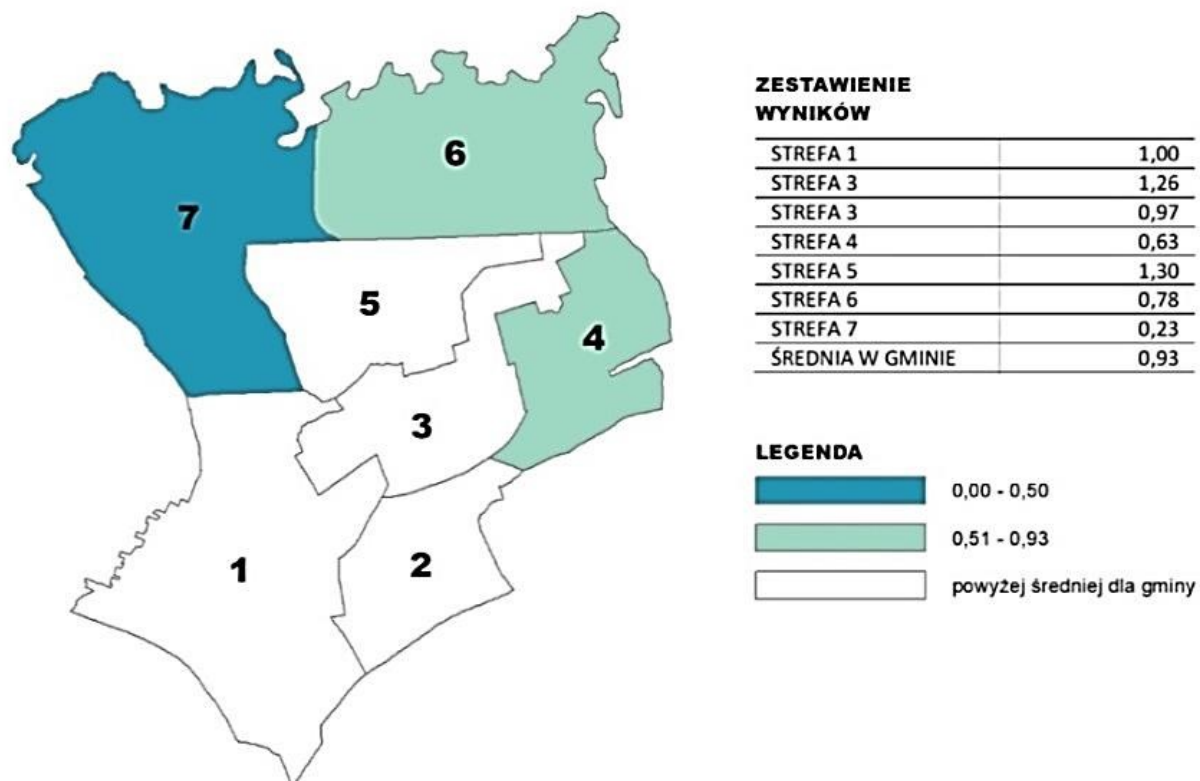 7
6
5
4
3
1
2
ZESTAWIENIE
WYNIKÓW
STREFA 1 1,00
STREFA 3 1,26
STREFA 3 0,97
STREFA 4 0,63
STREFA 5 1,30
STREFA 6 0,78
STREFA 7 0,23
ŚREDNIA W GMINIE 0,93
LEGENDA
0,00 - 0,50
0,51 - 0,93
powyżej średniej dla gminy